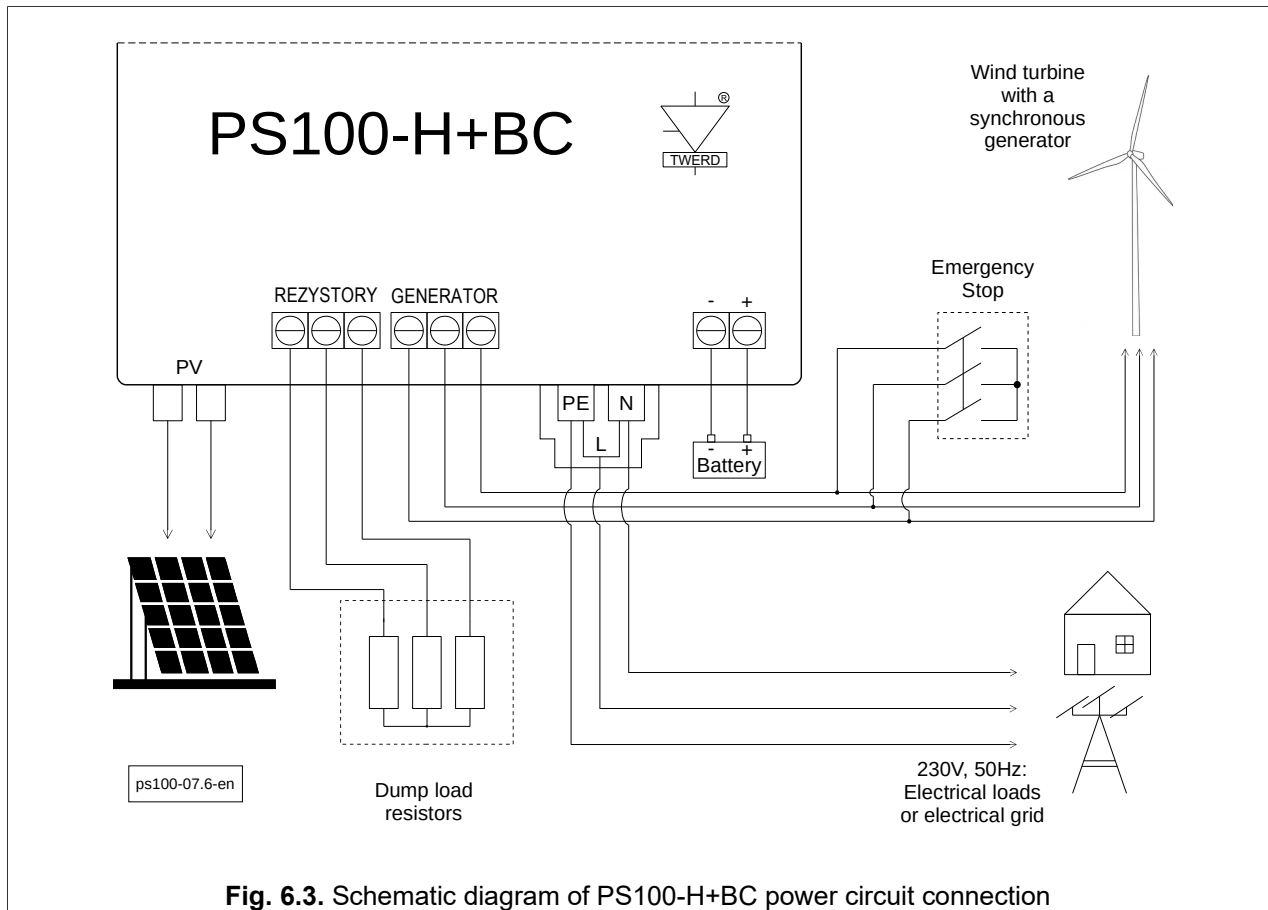 PS100-H+BC
®
TWERD
Wind turbine
with a
synchronous
generator
Emergency
Stop
REZYSTORY
GENERATOR
- +
PV
PE
N
L
- +
Battery
ps100-07.6-en
Dump load
resistors
230V, 50Hz:
Electrical loads
or electrical grid
Fig. 6.3. Schematic diagram of PS100-H+BC power circuit connection